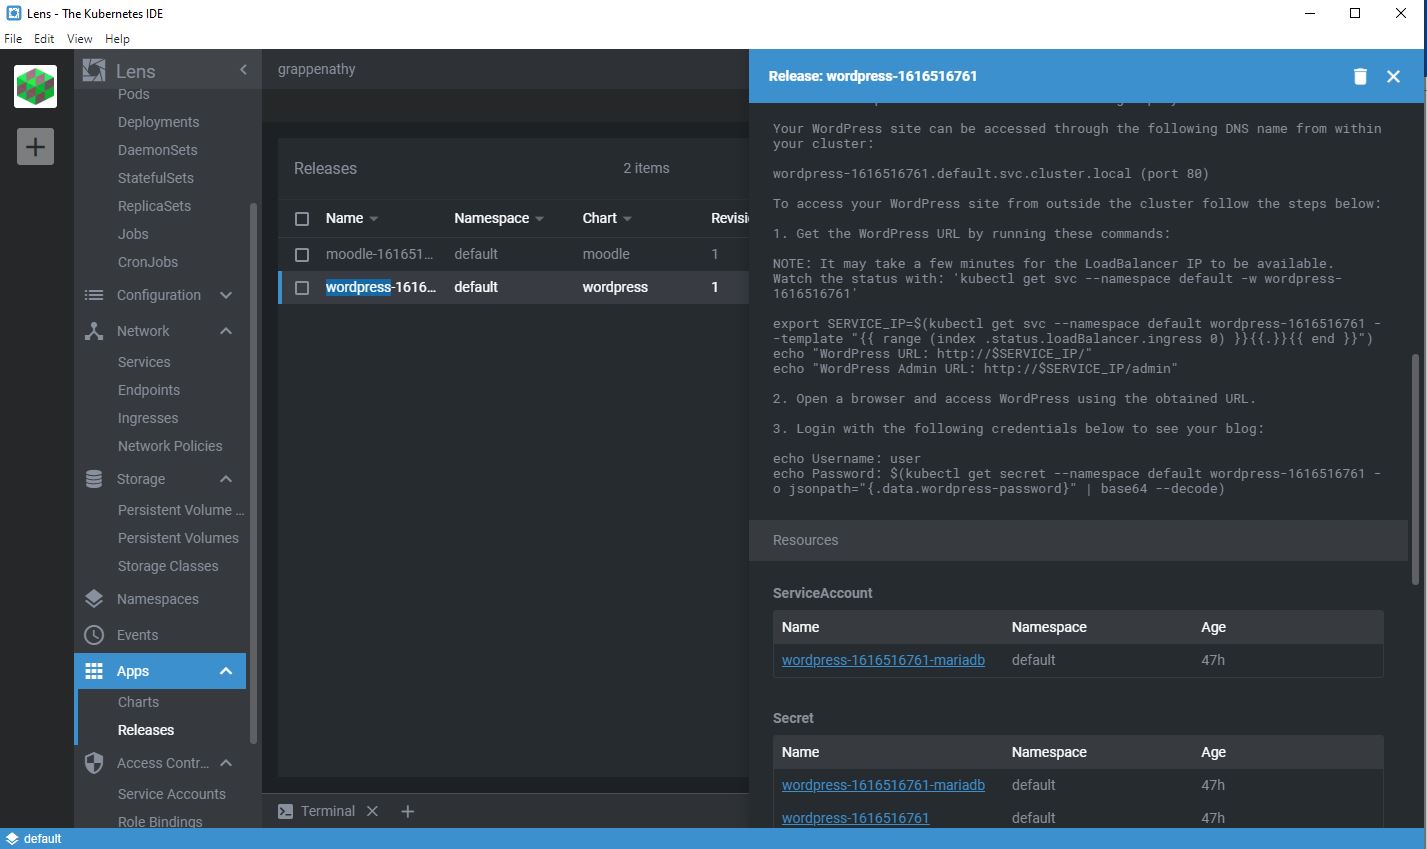 Lens - The Kubernetes IDE
File Edit View Help
Lens
Pods
Deployments
DaemonSets
StatefulSets
ReplicaSets
Jobs
CronJobs
Configuration
Network
Services
Endpoints
Ingresses
Network Policies
Storage
Persistent Volume ...
Persistent Volumes
Storage Classes
Namespaces
Events
Apps
Charts
Releases
Access Contr...
Service Accounts
Role Bindings
grappenathy
Releases 2 items
Name Namespace Chart Revisi
moodle-161651... default moodle 1
wordpress-1616... default wordpress 1
Terminal
Release: wordpress-1616516761
Your WordPress site can be accessed through the following DNS name from within
your cluster:
wordpress-1616516761.default.svc.cluster.local (port 80)
To access your WordPress site from outside the cluster follow the steps below:
1. Get the WordPress URL by running these commands:
NOTE: It may take a few minutes for the LoadBalancer IP to be available.
Watch the status with: 'kubectl get svc --namespace default -w wordpress-
1616516761'
export SERVICE_IP=$(kubectl get svc --namespace default wordpress-1616516761 -
-template "{{ range (index .status.loadBalancer.ingress 0) }}{{.}}{{ end }}")
echo "WordPress URL: http://$SERVICE_IP/"
echo "WordPress Admin URL: http://$SERVICE_IP/admin"
2. Open a browser and access WordPress using the obtained URL.
3. Login with the following credentials below to see your blog:
echo Username: user
echo Password: $(kubectl get secret --namespace default wordpress-1616516761 -
o jsonpath="{.data.wordpress-password}" | base64 --decode)
Resources
ServiceAccount
Name Namespace Age
wordpress-1616516761-mariadb default 47h
Secret
Name Namespace Age
wordpress-1616516761-mariadb default 47h
wordpress-1616516761 default 47h
default